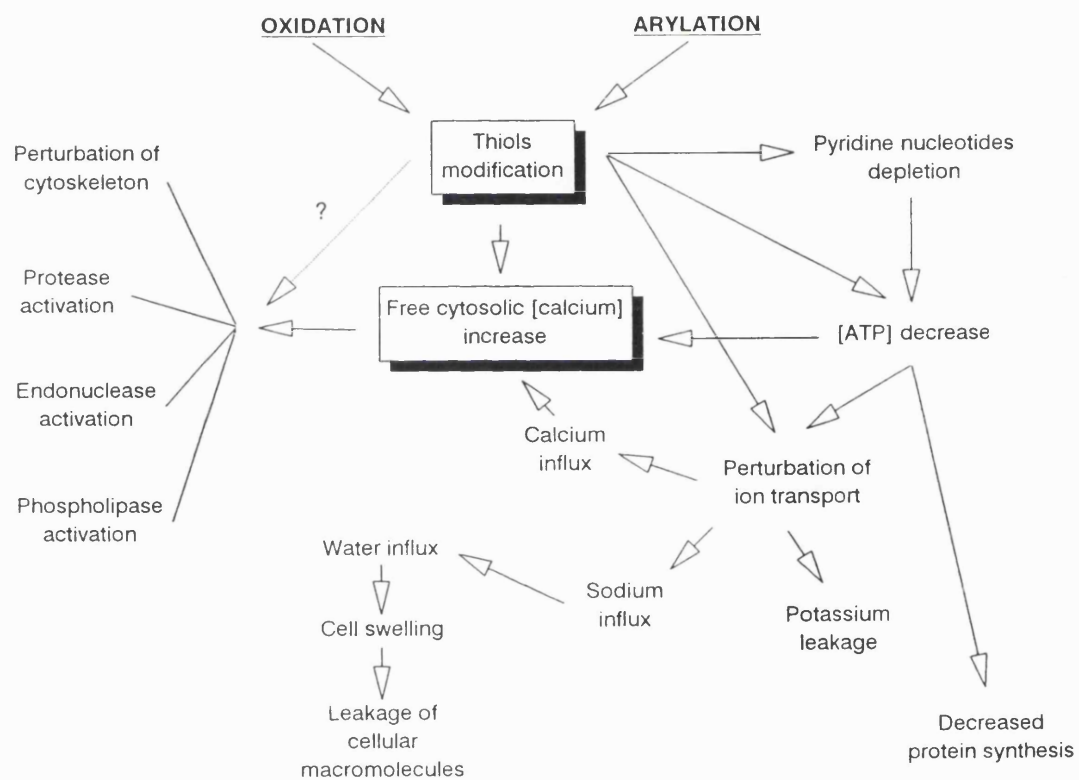 OXIDATION
ARYLATION
Thiols
modification
Perturbation of
cytoskeleton
Pyridine nucleotides
depletion
?
Protease
activation
Free cytosolic [calcium]
increase
[ATP] decrease
Endonuclease
activation
Calcium
influx
Perturbation of
ion transport
Phospholipase
activation
Water influx
Sodium
influx
Potassium
leakage
Cell swelling
Leakage of
cellular
macromolecules
Decreased
protein synthesis